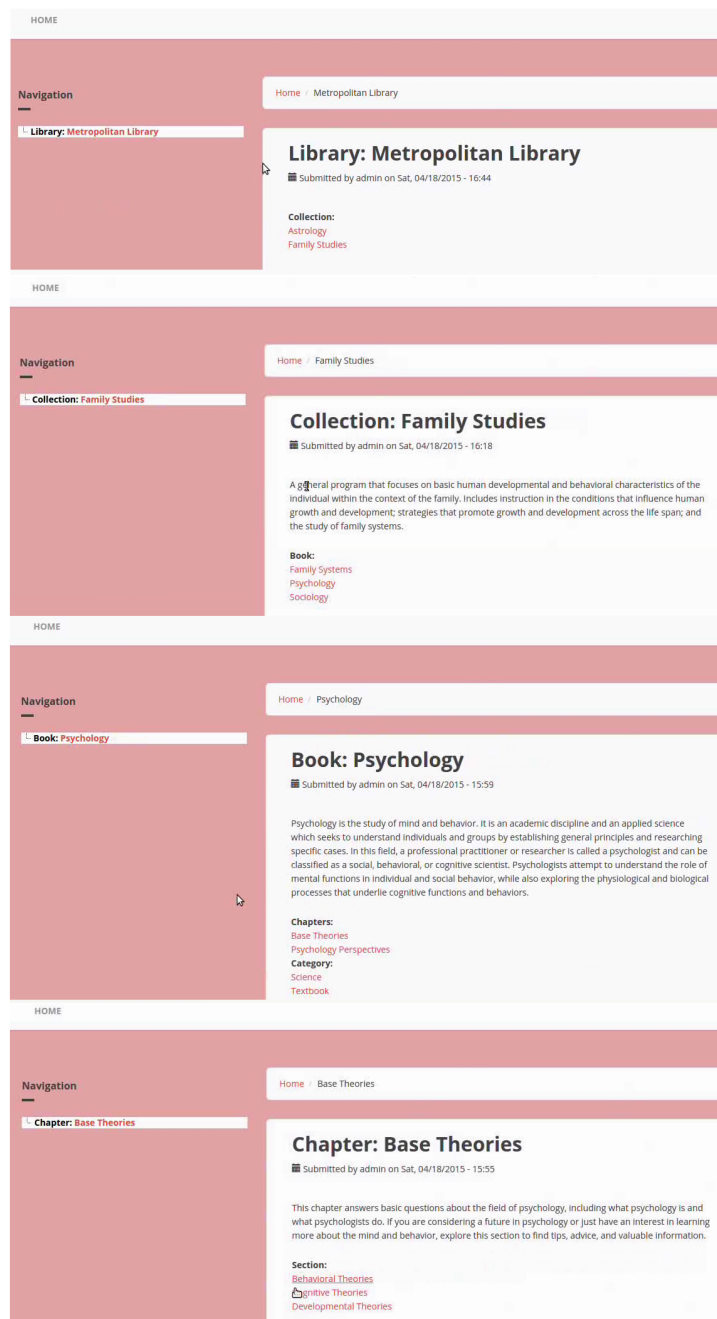 HOME
Navigation
Library: Metropolitan Library
Home / Metropolitan Library
Library: Metropolitan Library
Submitted by admin on Sat, 04/18/2015 - 16:44
Collection:
Astrology
Family Studies
HOME
Navigation
Collection: Family Studies
Home / Family Studies
Collection: Family Studies
Submitted by admin on Sat, 04/18/2015 - 16:18
A general program that focuses on basic human developmental and behavioral characteristics of the
individual within the context of the family. Includes instruction in the conditions that influence human
growth and development; strategies that promote growth and development across the life span; and
the study of family systems.
Book:
Family Systems
Psychology
Sociology
HOME
Navigation
Book: Psychology
Home / Psychology
Book: Psychology
Submitted by admin on Sat, 04/18/2015 - 15:59
Psychology is the study of mind and behavior. It is an academic discipline and an applied science
which seeks to understand individuals and groups by establishing general principles and researching
specific cases. In this field, a professional practitioner or researcher is called a psychologist and can be
classified as a social, behavioral, or cognitive scientist. Psychologists attempt to understand the role of
mental functions in individual and social behavior, while also exploring the physiological and biological
processes that underlie cognitive functions and behaviors.
Chapters:
Base Theories
Psychology Perspectives
Category:
Science
Textbook
HOME
Navigation
Chapter: Base Theories
Home / Base Theories
Chapter: Base Theories
Submitted by admin on Sat, 04/18/2015 - 15:55
This chapter answers basic questions about the field of psychology, including what psychology is and
what psychologists do. If you are considering a future in psychology or just have an interest in learning
more about the mind and behavior, explore this section to find tips, advice, and valuable information.
Section:
Behavioral Theories
Cognitive Theories
Developmental Theories